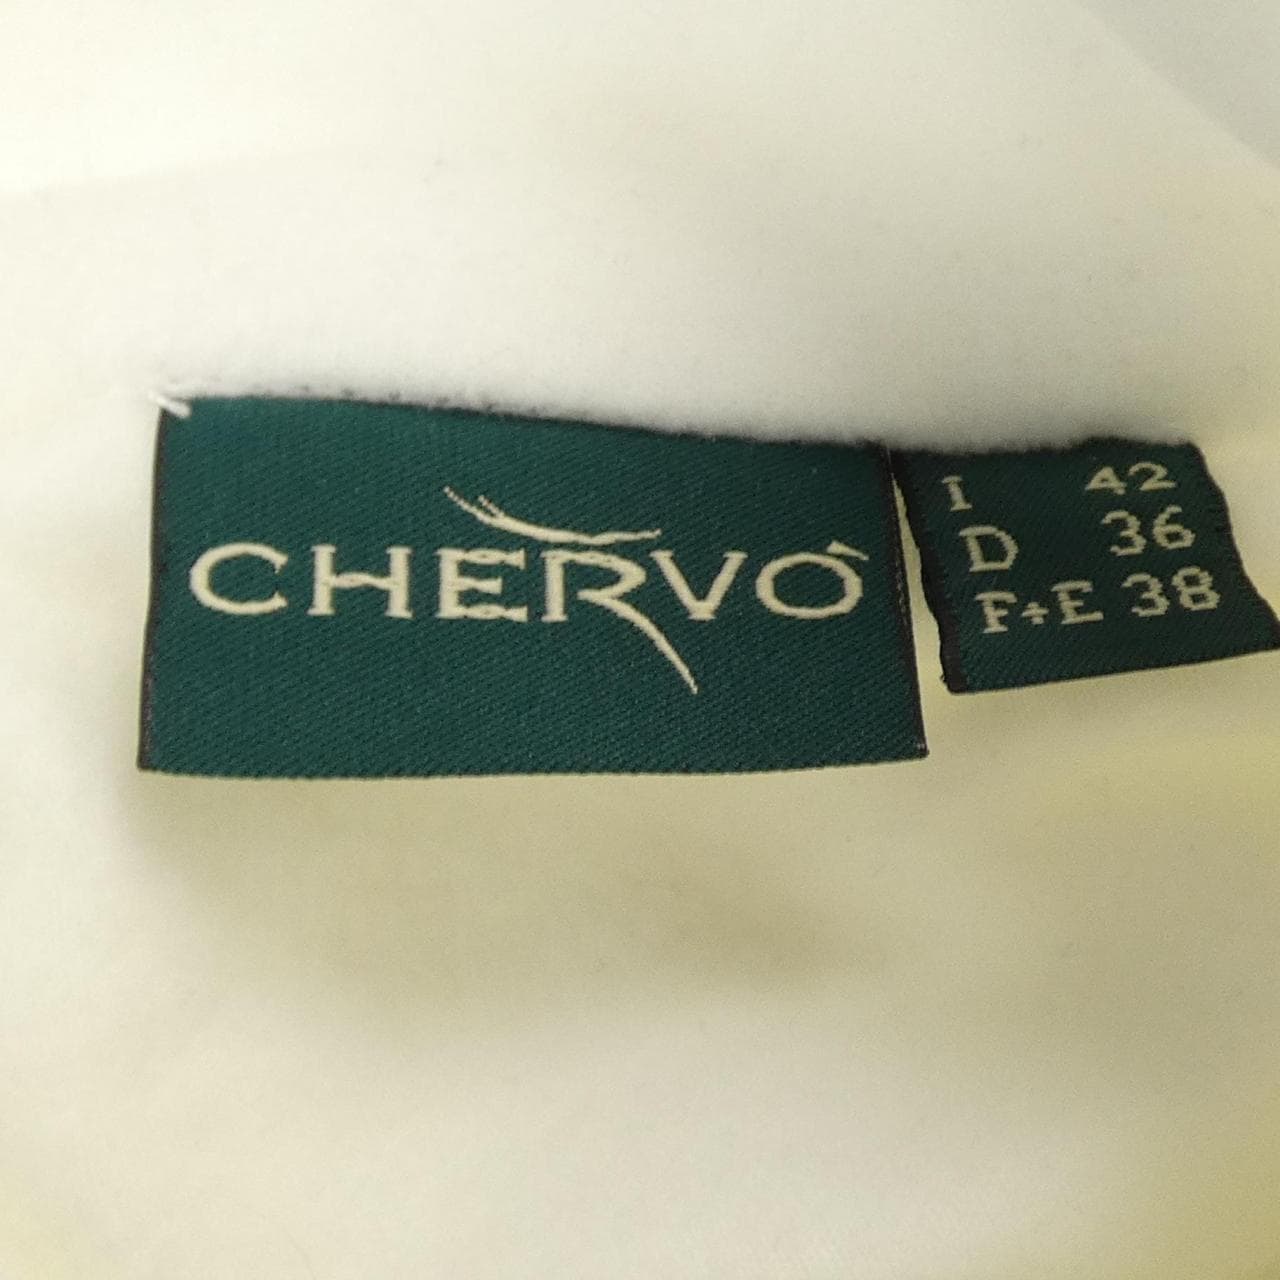 CHERVÒ
I 42
D 36
F+E 38